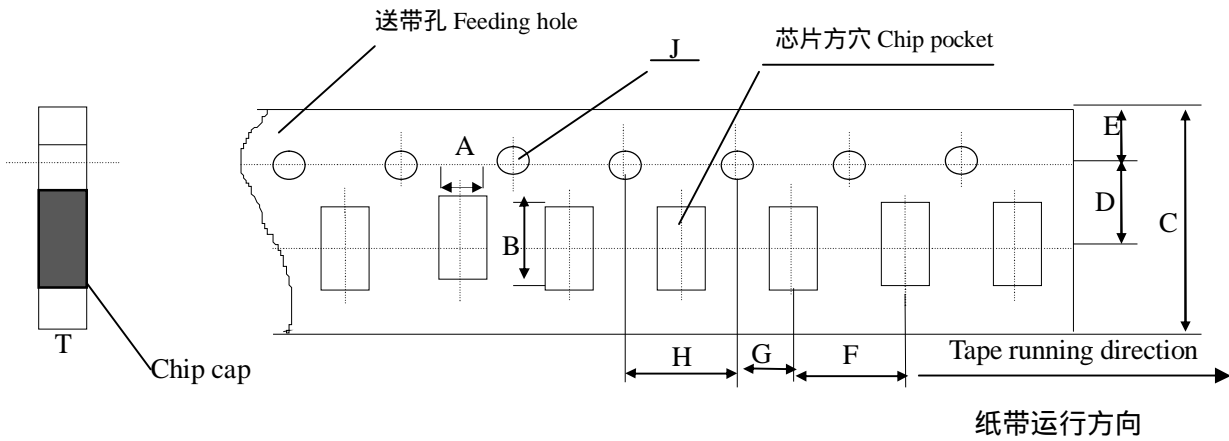 送带孔 Feeding hole
J
芯片方穴 Chip pocket
A
E
D
C
B
T
Chip cap
H
G
F
Tape running direction
纸带运行方向